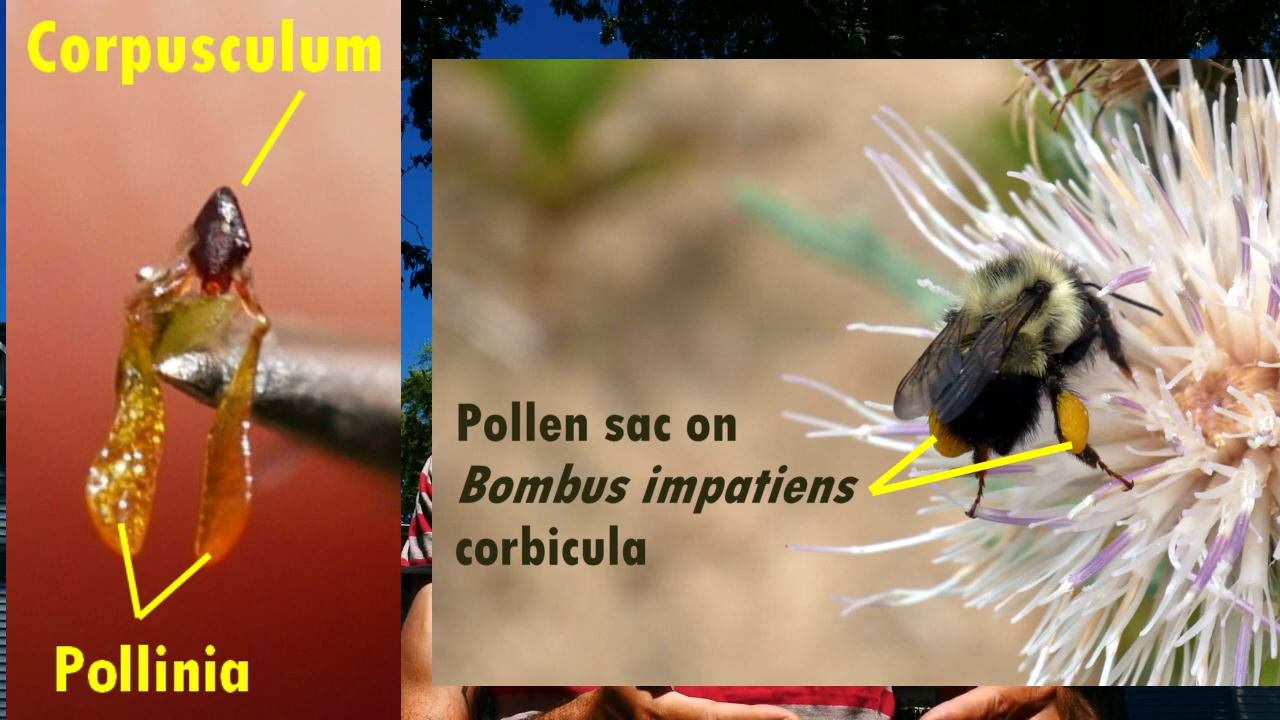 Corpusculum
Pollinia
Pollen sac on
Bombus impatiens
corbicula